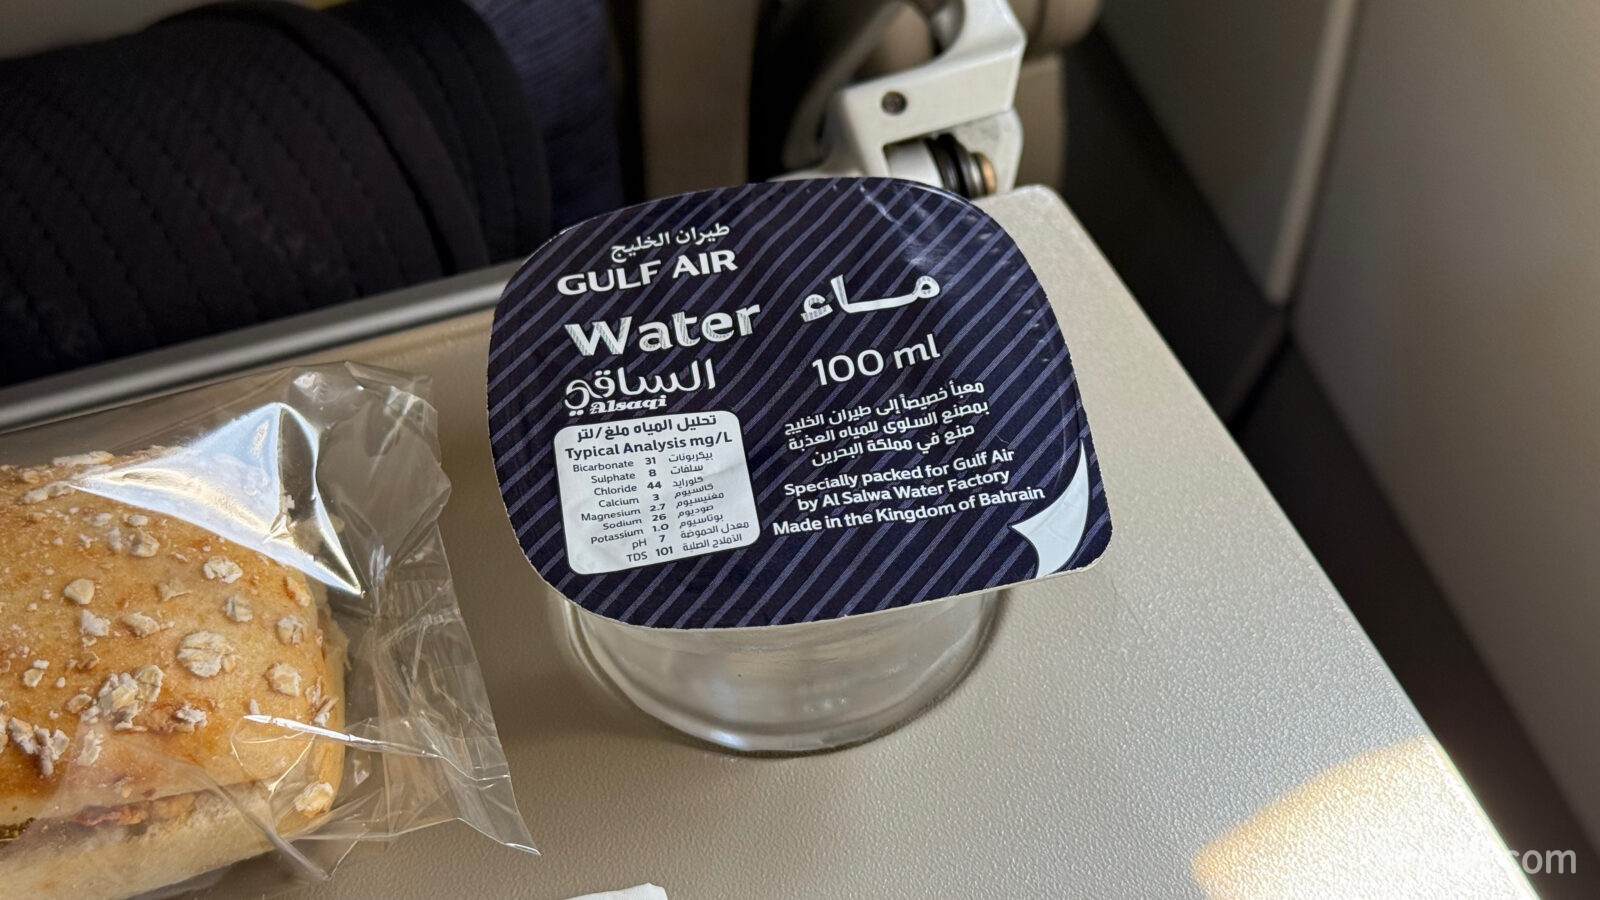 طيران الخليج
GULF AIR
Water ماء
الساقي
Alsaqi
100 ml
تحليل المياه ملغ/لتر
Typical Analysis mg/L
Bicarbonate 31 بيكربونات
Sulphate 8 سلفات
Chloride 44 كلورايد
Calcium 3 كالسيوم
Magnesium 2.7 مغنيسيوم
Sodium 26 صوديوم
Potassium 1.0 بوتاسيوم
pH 7 معدل الحموضة
TDS 101 الأملاح الصلبة
معبأ خصيصاً إلى طيران الخليج
بمصنع السلوى للمياه العذبة
صنع في مملكة البحرين
Specially packed for Gulf Air
by Al Salwa Water Factory
Made in the Kingdom of Bahrain